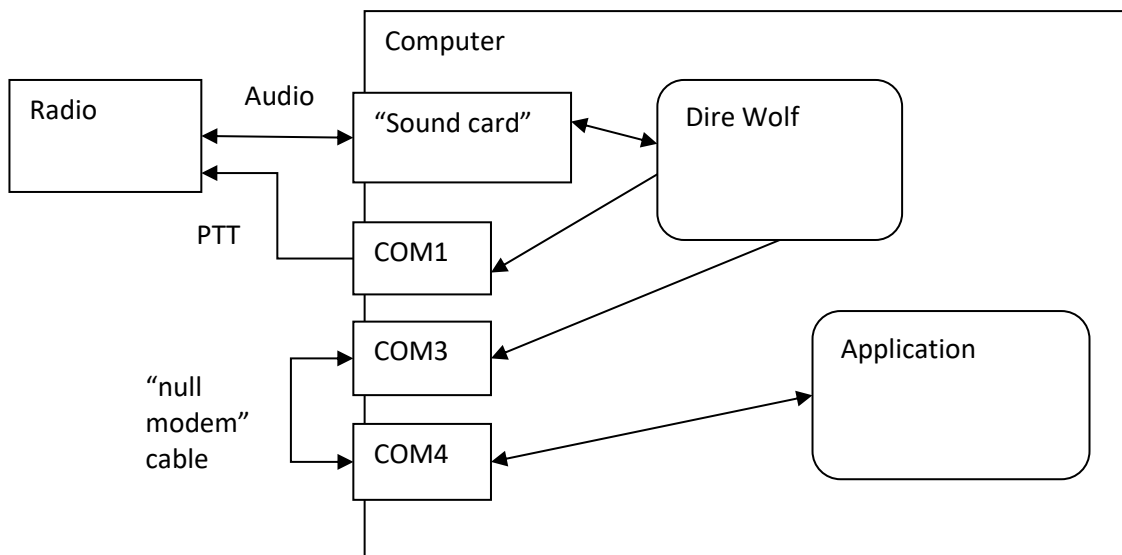 Computer
Radio
Audio
“Sound card”
Dire Wolf
PTT
COM1
COM3
Application
“null
modem”
cable
COM4